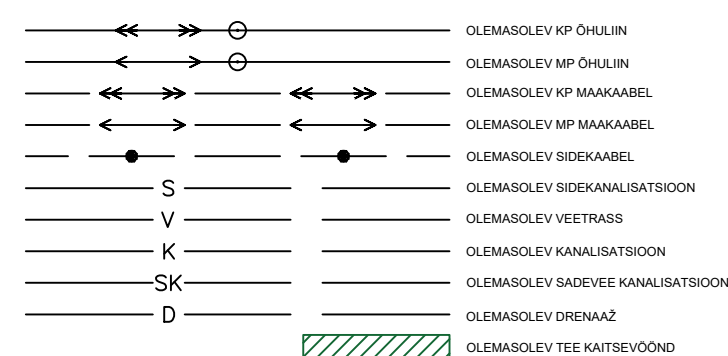 OLEMASOLEV KP ÕHULIIN
OLEMASOLEV MP ÕHULIIN
OLEMASOLEV KP MAAKAABEL
OLEMASOLEV MP MAAKAABEL
OLEMASOLEV SIDEKAABEL
S OLEMASOLEV SIDEKANALISATSIOON
V OLEMASOLEV VEETRASS
K OLEMASOLEV KANALISATSIOON
SK OLEMASOLEV SADEVEE KANALISATSIOON
D OLEMASOLEV DRENAAŽ
OLEMASOLEV TEE KAITSEVÖÖND